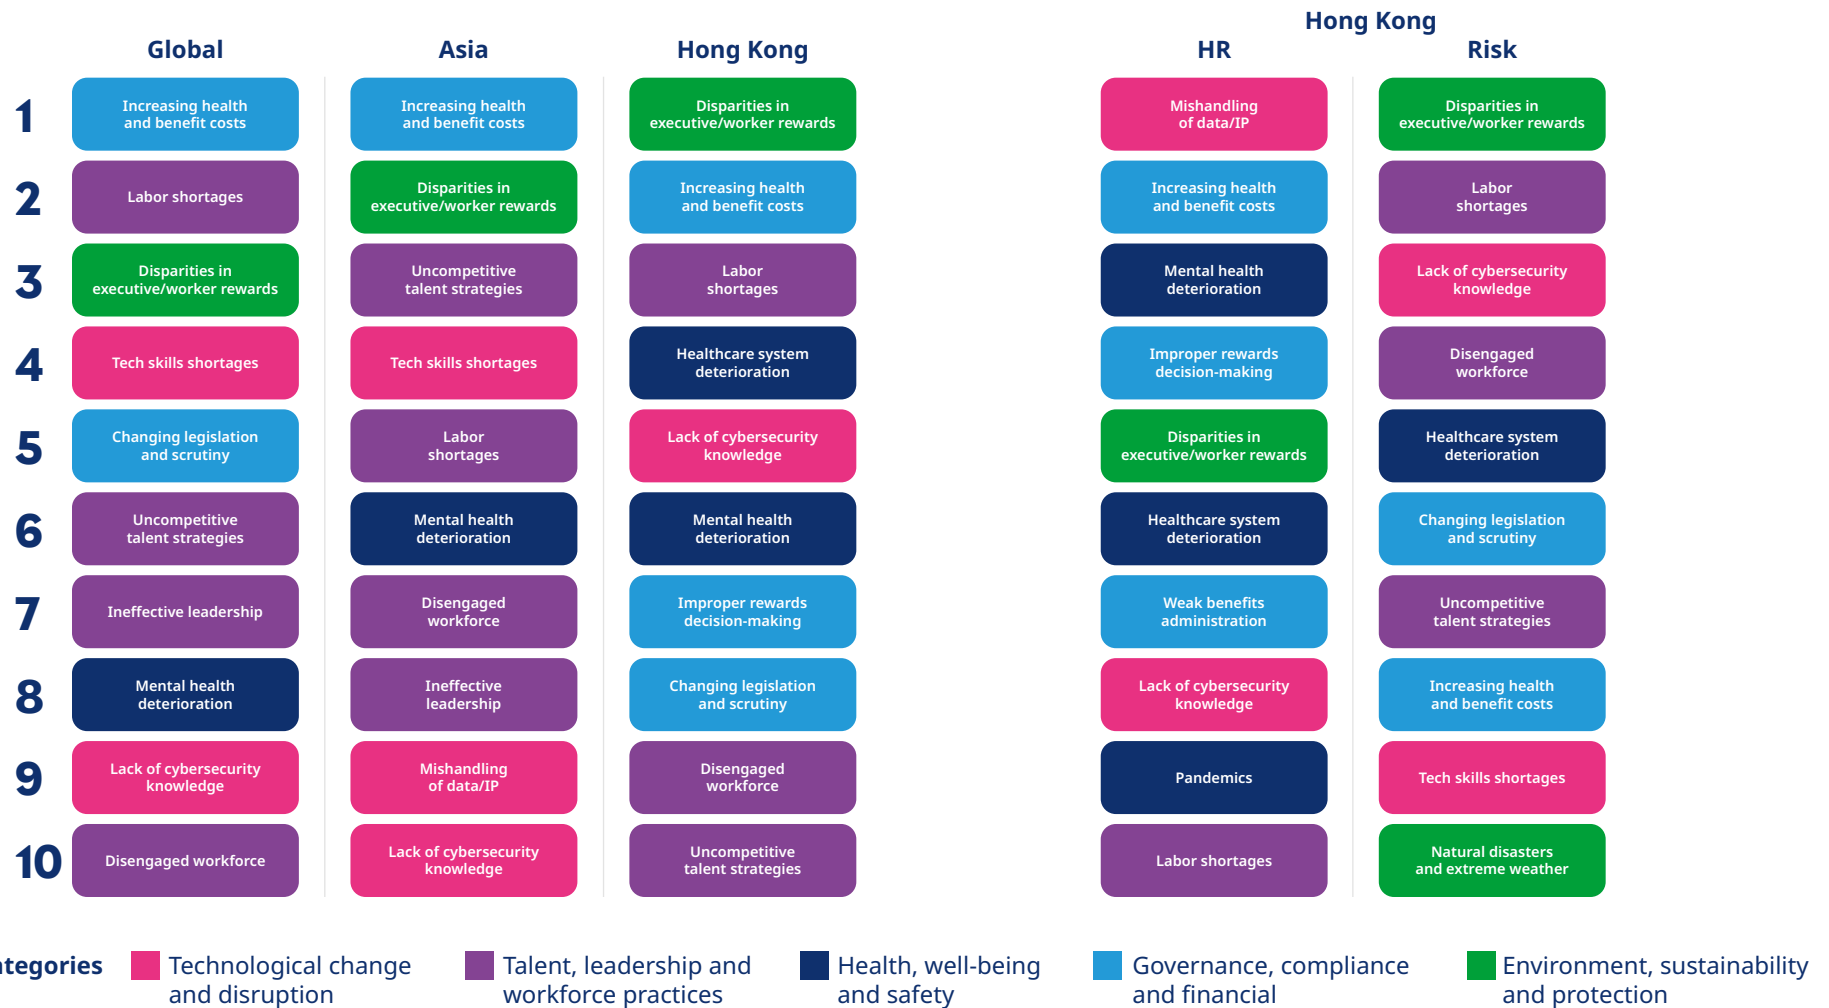 Hong Kong
Global
Asia
Hong Kong
HR
Risk
1
Increasing health
and benefit costs
Increasing health
and benefit costs
Disparities in
executive/worker rewards
Mishandling
of data/IP
Disparities in
executive/worker rewards
2
Labor shortages
Disparities in
executive/worker rewards
Increasing health
and benefit costs
Increasing health
and benefit costs
Labor
shortages
3
Disparities in
executive/worker rewards
Uncompetitive
talent strategies
Labor
shortages
Mental health
deterioration
Lack of cybersecurity
knowledge
4
Tech skills shortages
Tech skills shortages
Healthcare system
deterioration
Improper rewards
decision-making
Disengaged
workforce
5
Changing legislation
and scrutiny
Labor
shortages
Lack of cybersecurity
knowledge
Disparities in
executive/worker rewards
Healthcare system
deterioration
6
Uncompetitive
talent strategies
Mental health
deterioration
Mental health
deterioration
Healthcare system
deterioration
Changing legislation
and scrutiny
7
Ineffective leadership
Disengaged
workforce
Improper rewards
decision-making
Weak benefits
administration
Uncompetitive
talent strategies
8
Mental health
deterioration
Ineffective
leadership
Changing legislation
and scrutiny
Lack of cybersecurity
knowledge
Increasing health
and benefit costs
9
Lack of cybersecurity
knowledge
Mishandling
of data/IP
Disengaged
workforce
Pandemics
Tech skills shortages
10
Disengaged workforce
Lack of cybersecurity
knowledge
Uncompetitive
talent strategies
Labor shortages
Natural disasters
and extreme weather
tegories
Technological change
and disruption
Talent, leadership and
workforce practices
Health, well-being
and safety
Governance, compliance
and financial
Environment, sustainability
and protection